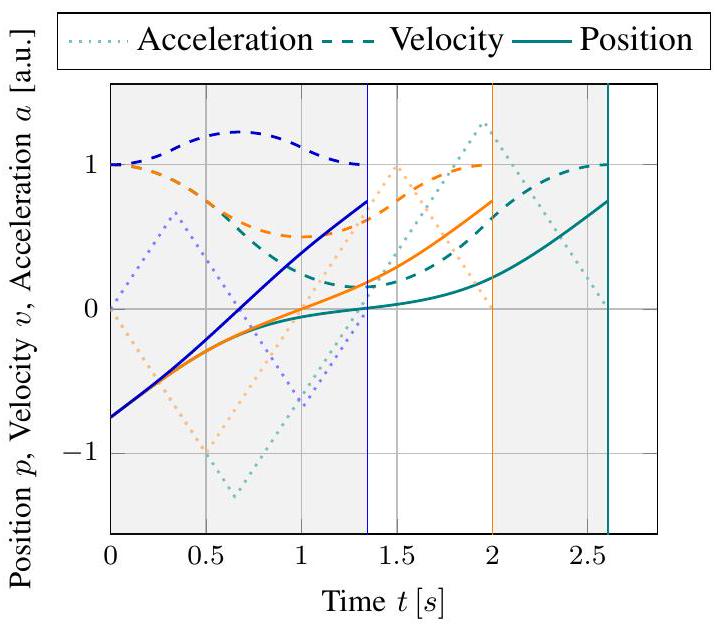 Acceleration Velocity Position
Position p, Velocity v, Acceleration a [a.u.]
1
0
−1
0 0.5 1 1.5 2 2.5
Time t [s]